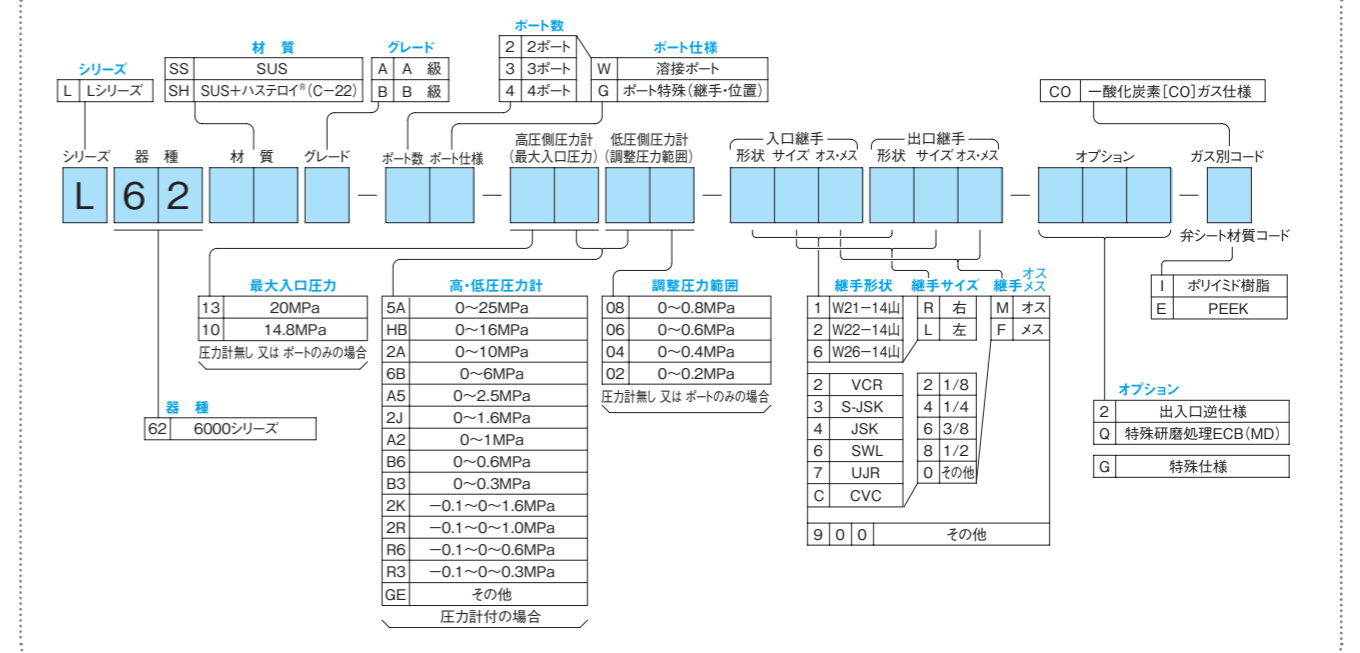 ポート数
2 2ポート
3 3ポート
4 4ポート
ポート仕様
W 溶接ポート
G ポート特殊(継手・位置)
材 質
SS SUS
SH SUS+ハステロイ®(C-22)
グレード
A A 級
B B 級
シリーズ
L Lシリーズ
CO 一酸化炭素[CO]ガス仕様
シリーズ 器 種 材 質 グレード ポート数 ポート仕様
高圧側圧力計
(最大入口圧力)
低圧側圧力計
(調整圧力範囲)
入口継手
形状 サイズ オス・メス
出口継手
形状 サイズ オス・メス
オプション
ガス別コード
L 6 2 — — — — —
弁シート材質コード
I ポリイミド樹脂
E PEEK
最大入口圧力
13 20MPa
10 14.8MPa
圧力計無し 又は ポートのみの場合
器 種
62 6000シリーズ
高・低圧圧力計
5A 0〜25MPa
HB 0〜16MPa
2A 0〜10MPa
6B 0〜6MPa
A5 0〜2.5MPa
2J 0〜1.6MPa
A2 0〜1MPa
B6 0〜0.6MPa
B3 0〜0.3MPa
2K −0.1〜0〜1.6MPa
2R −0.1〜0〜1.0MPa
R6 −0.1〜0〜0.6MPa
R3 −0.1〜0〜0.3MPa
GE その他
圧力計付の場合
調整圧力範囲
08 0〜0.8MPa
06 0〜0.6MPa
04 0〜0.4MPa
02 0〜0.2MPa
圧力計無し 又は ポートのみの場合
継手形状
1 W21−14山
2 W22−14山
6 W26−14山
2 VCR
3 S-JSK
4 JSK
6 SWL
7 UJR
C CVC
9 0 0 その他
継手サイズ
R 右
L 左
2 1/8
4 1/4
6 3/8
8 1/2
0 その他
継手オスメス
M オス
F メス
オプション
2 出入口逆仕様
Q 特殊研磨処理ECB(MD)
G 特殊仕様